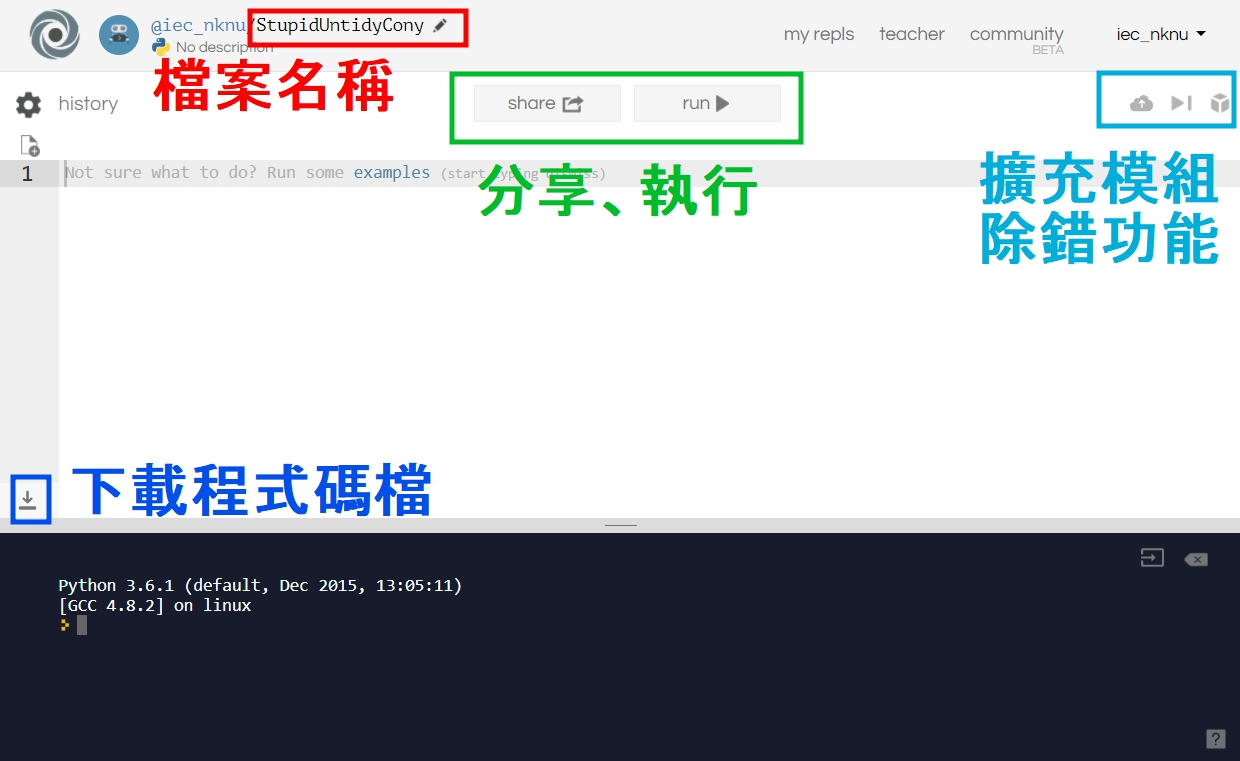 @iec_nknu/StupidUntidyCony
No description
my repls teacher community
BETA
iec_nknu
檔案名稱
history
share run
分享、執行
擴充模組
除錯功能
1 Not sure what to do? Run some examples (start typing to dismiss)
下載程式碼檔
Python 3.6.1 (default, Dec 2015, 13:05:11)
[GCC 4.8.2] on linux
?